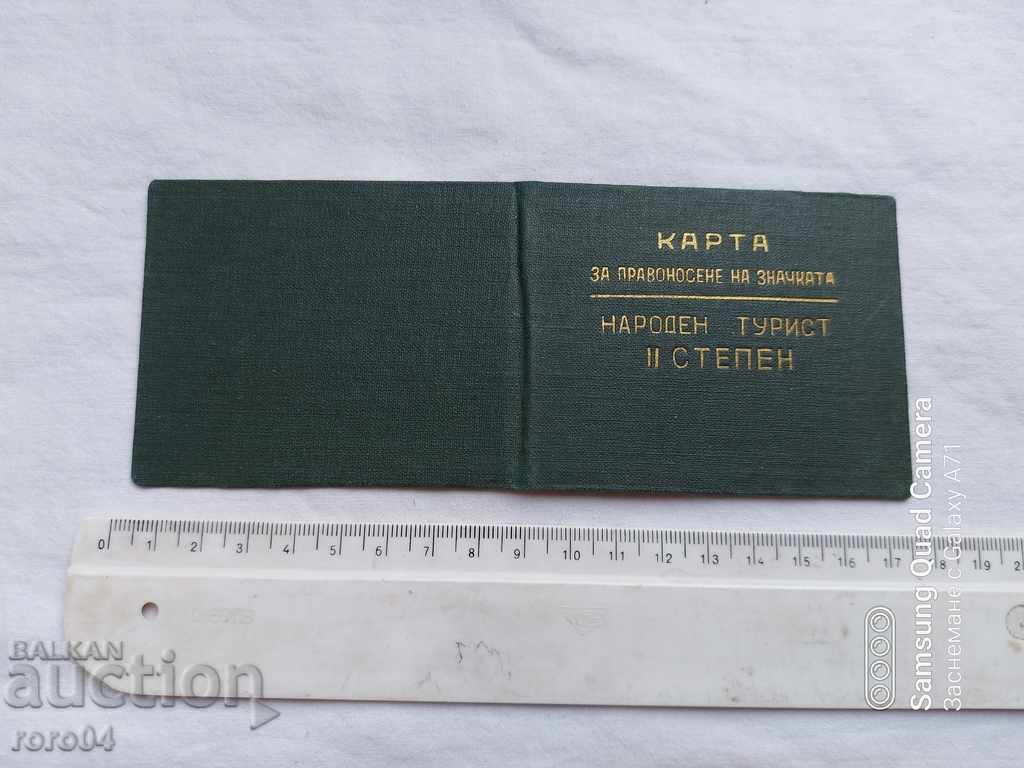 КАРТА
ЗА ПРАВОНОСЕНЕ НА ЗНАЧКАТА
НАРОДЕН ТУРИСТ
II СТЕПЕН
0 1 2 3 4 5 6 7 8 9 10 11 12 13 14 15 16 17 18 19 2
BALKAN
auction
roro04
Samsung Quad Camera
Заснемане с Galaxy A71